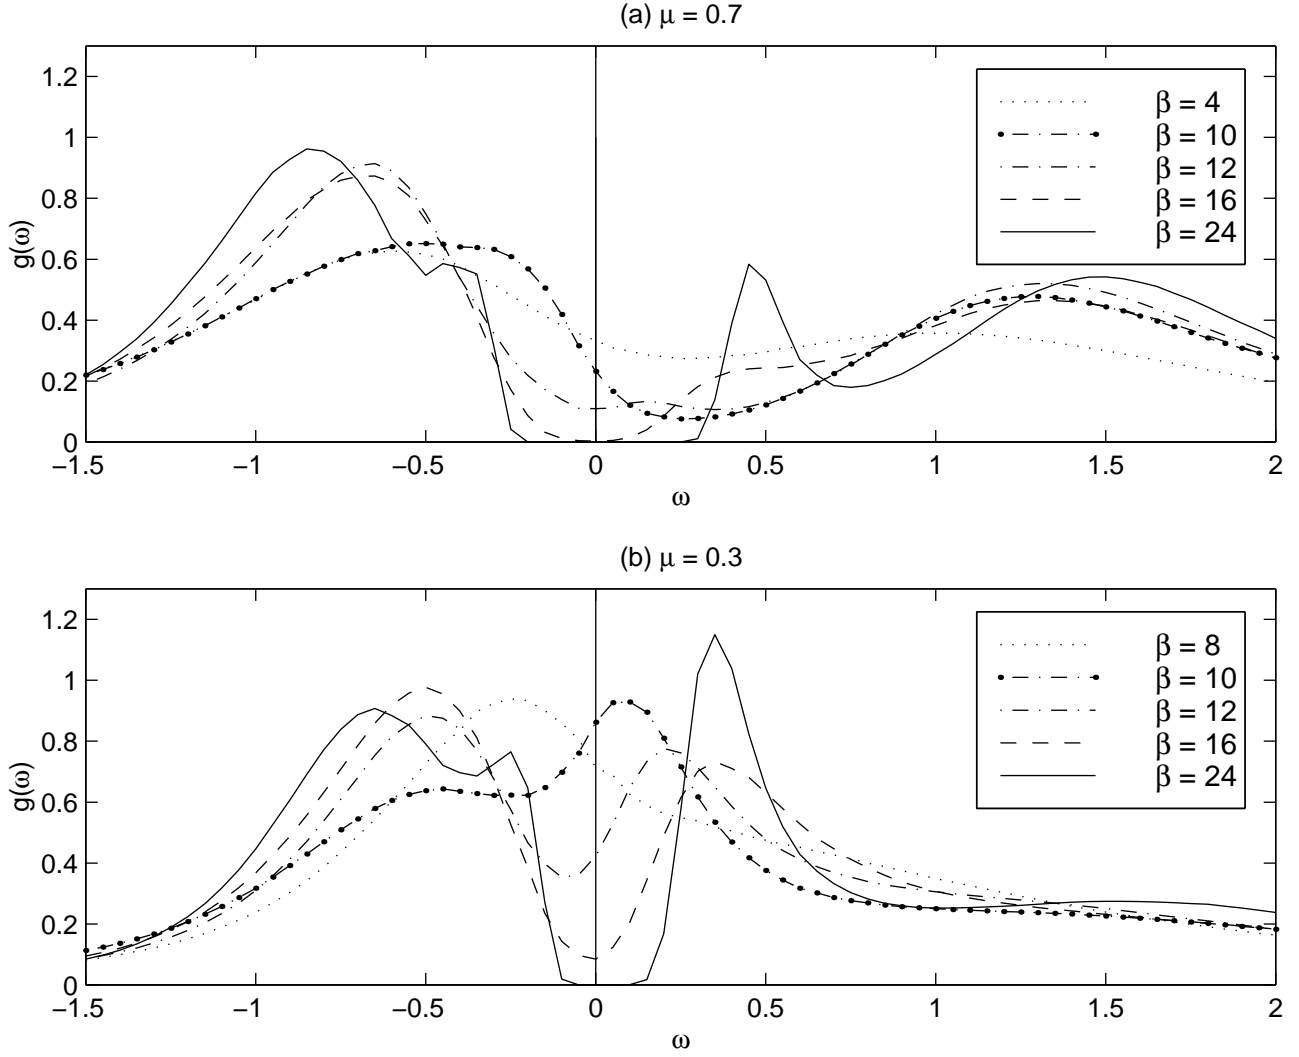 (a) μ = 0.7
g(ω)
1.2
1
0.8
0.6
0.4
0.2
0
β = 4
β = 10
β = 12
β = 16
β = 24
−1.5 −1 −0.5 0 0.5 1 1.5 2
ω
(b) μ = 0.3
g(ω)
1.2
1
0.8
0.6
0.4
0.2
0
β = 8
β = 10
β = 12
β = 16
β = 24
−1.5 −1 −0.5 0 0.5 1 1.5 2
ω